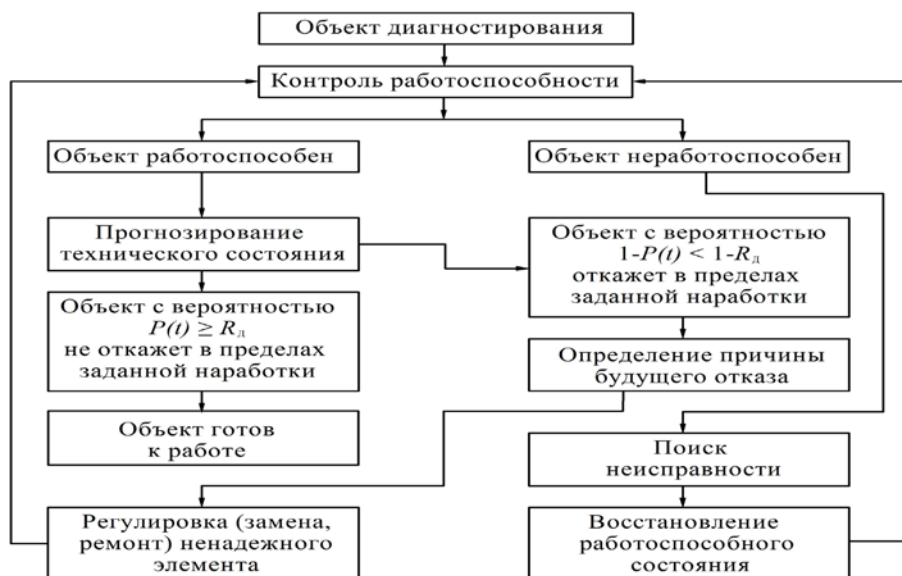 Объект диагностирования
Контроль работоспособности
Объект работоспособен
Объект неработоспособен
Прогнозирование
технического состояния
Объект с вероятностью
1-P(t) < 1-Rд
откажет в пределах
заданной наработки
Объект с вероятностью
P(t) ≥ Rд
не откажет в пределах
заданной наработки
Определение причины
будущего отказа
Объект готов
к работе
Поиск
неисправности
Регулировка (замена,
ремонт) ненадежного
элемента
Восстановление
работоспособного
состояния